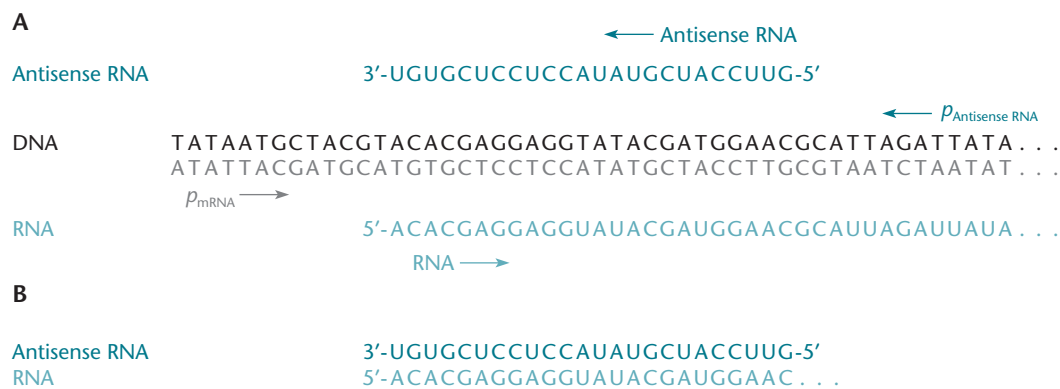 A
← Antisense RNA
Antisense RNA 3′-UGUGCUCCUCCAUAUGCUACCUUG-5′
← pAntisense RNA
DNA TATAATGCTACGTACACGAGGAGGTATACGATGGAACGCATTAGATTATA...
ATATTACGATGCATGTGCTCCTCCATATGCTACCTTGCGTAATCTAATAT...
pmRNA →
RNA 5′-ACACGAGGAGGUAUACGAUGGAACGCAUUAGAUUAUA...
RNA →
B
Antisense RNA 3′-UGUGCUCCUCCAUAUGCUACCUUG-5′
RNA 5′-ACACGAGGAGGUAUACGAUGGAAC...